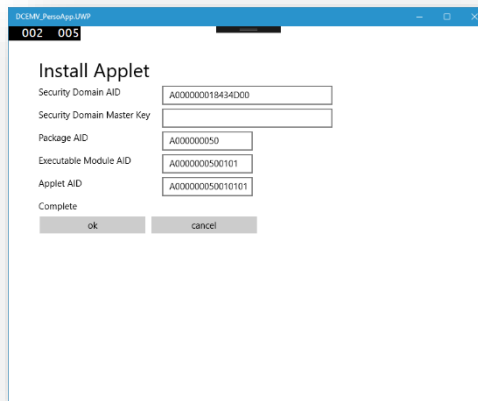 DCEMV_PersoApp.UWP
002 005
Install Applet
Security Domain AID A000000018434D00
Security Domain Master Key
Package AID A000000050
Executable Module AID A0000000500101
Applet AID A000000050010101
Complete
ok cancel